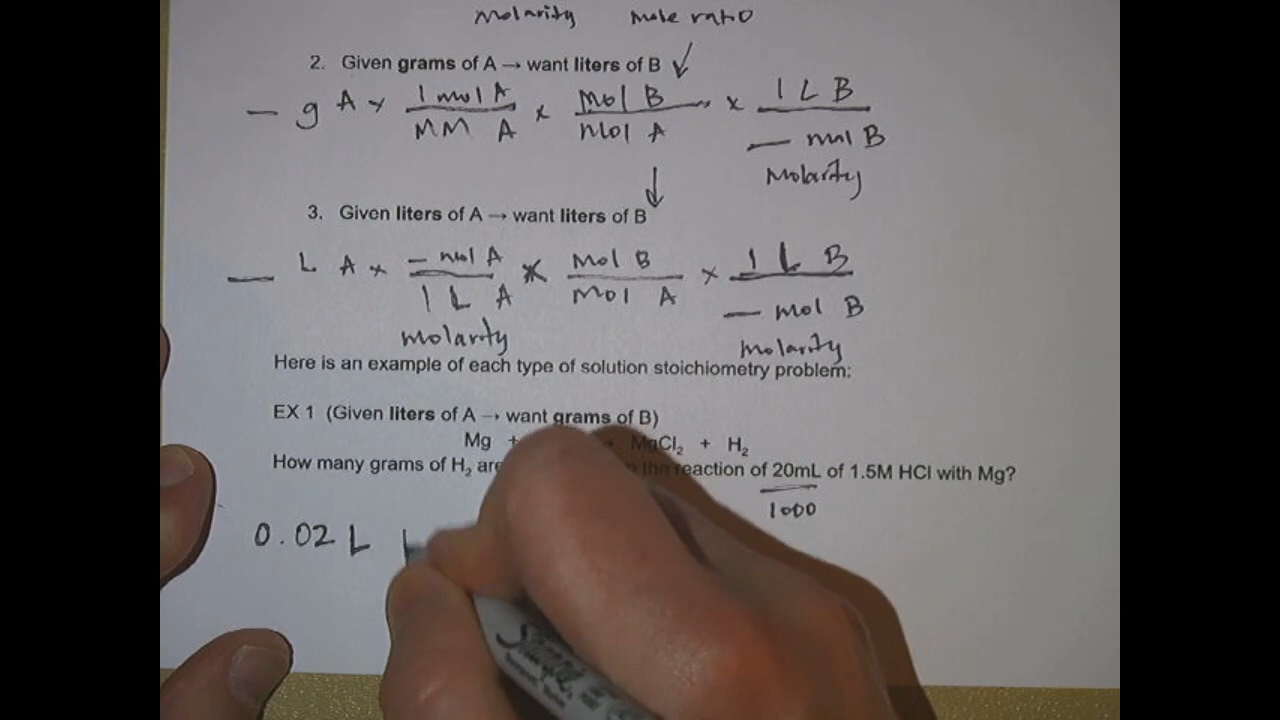 Molarity Mole ratio
2. Given grams of A → want liters of B ↓
— g A × 1 mol A / MM A × Mol B / Mol A × 1 L B / — mol B
Molarity
3. Given liters of A → want liters of B ↓
— L A × — mol A / 1 L A × Mol B / Mol A × 1 L B / — mol B
molarity molarity
Here is an example of each type of solution stoichiometry problem:
EX 1 (Given liters of A → want grams of B)
Mg + MgCl₂ + H₂
How many grams of H₂ are the reaction of 20mL of 1.5M HCl with Mg?
1000
0.02 L
Sharpie